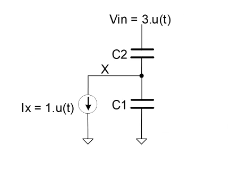 Vin = 3.u(t)
C2
X
Ix = 1.u(t)
C1